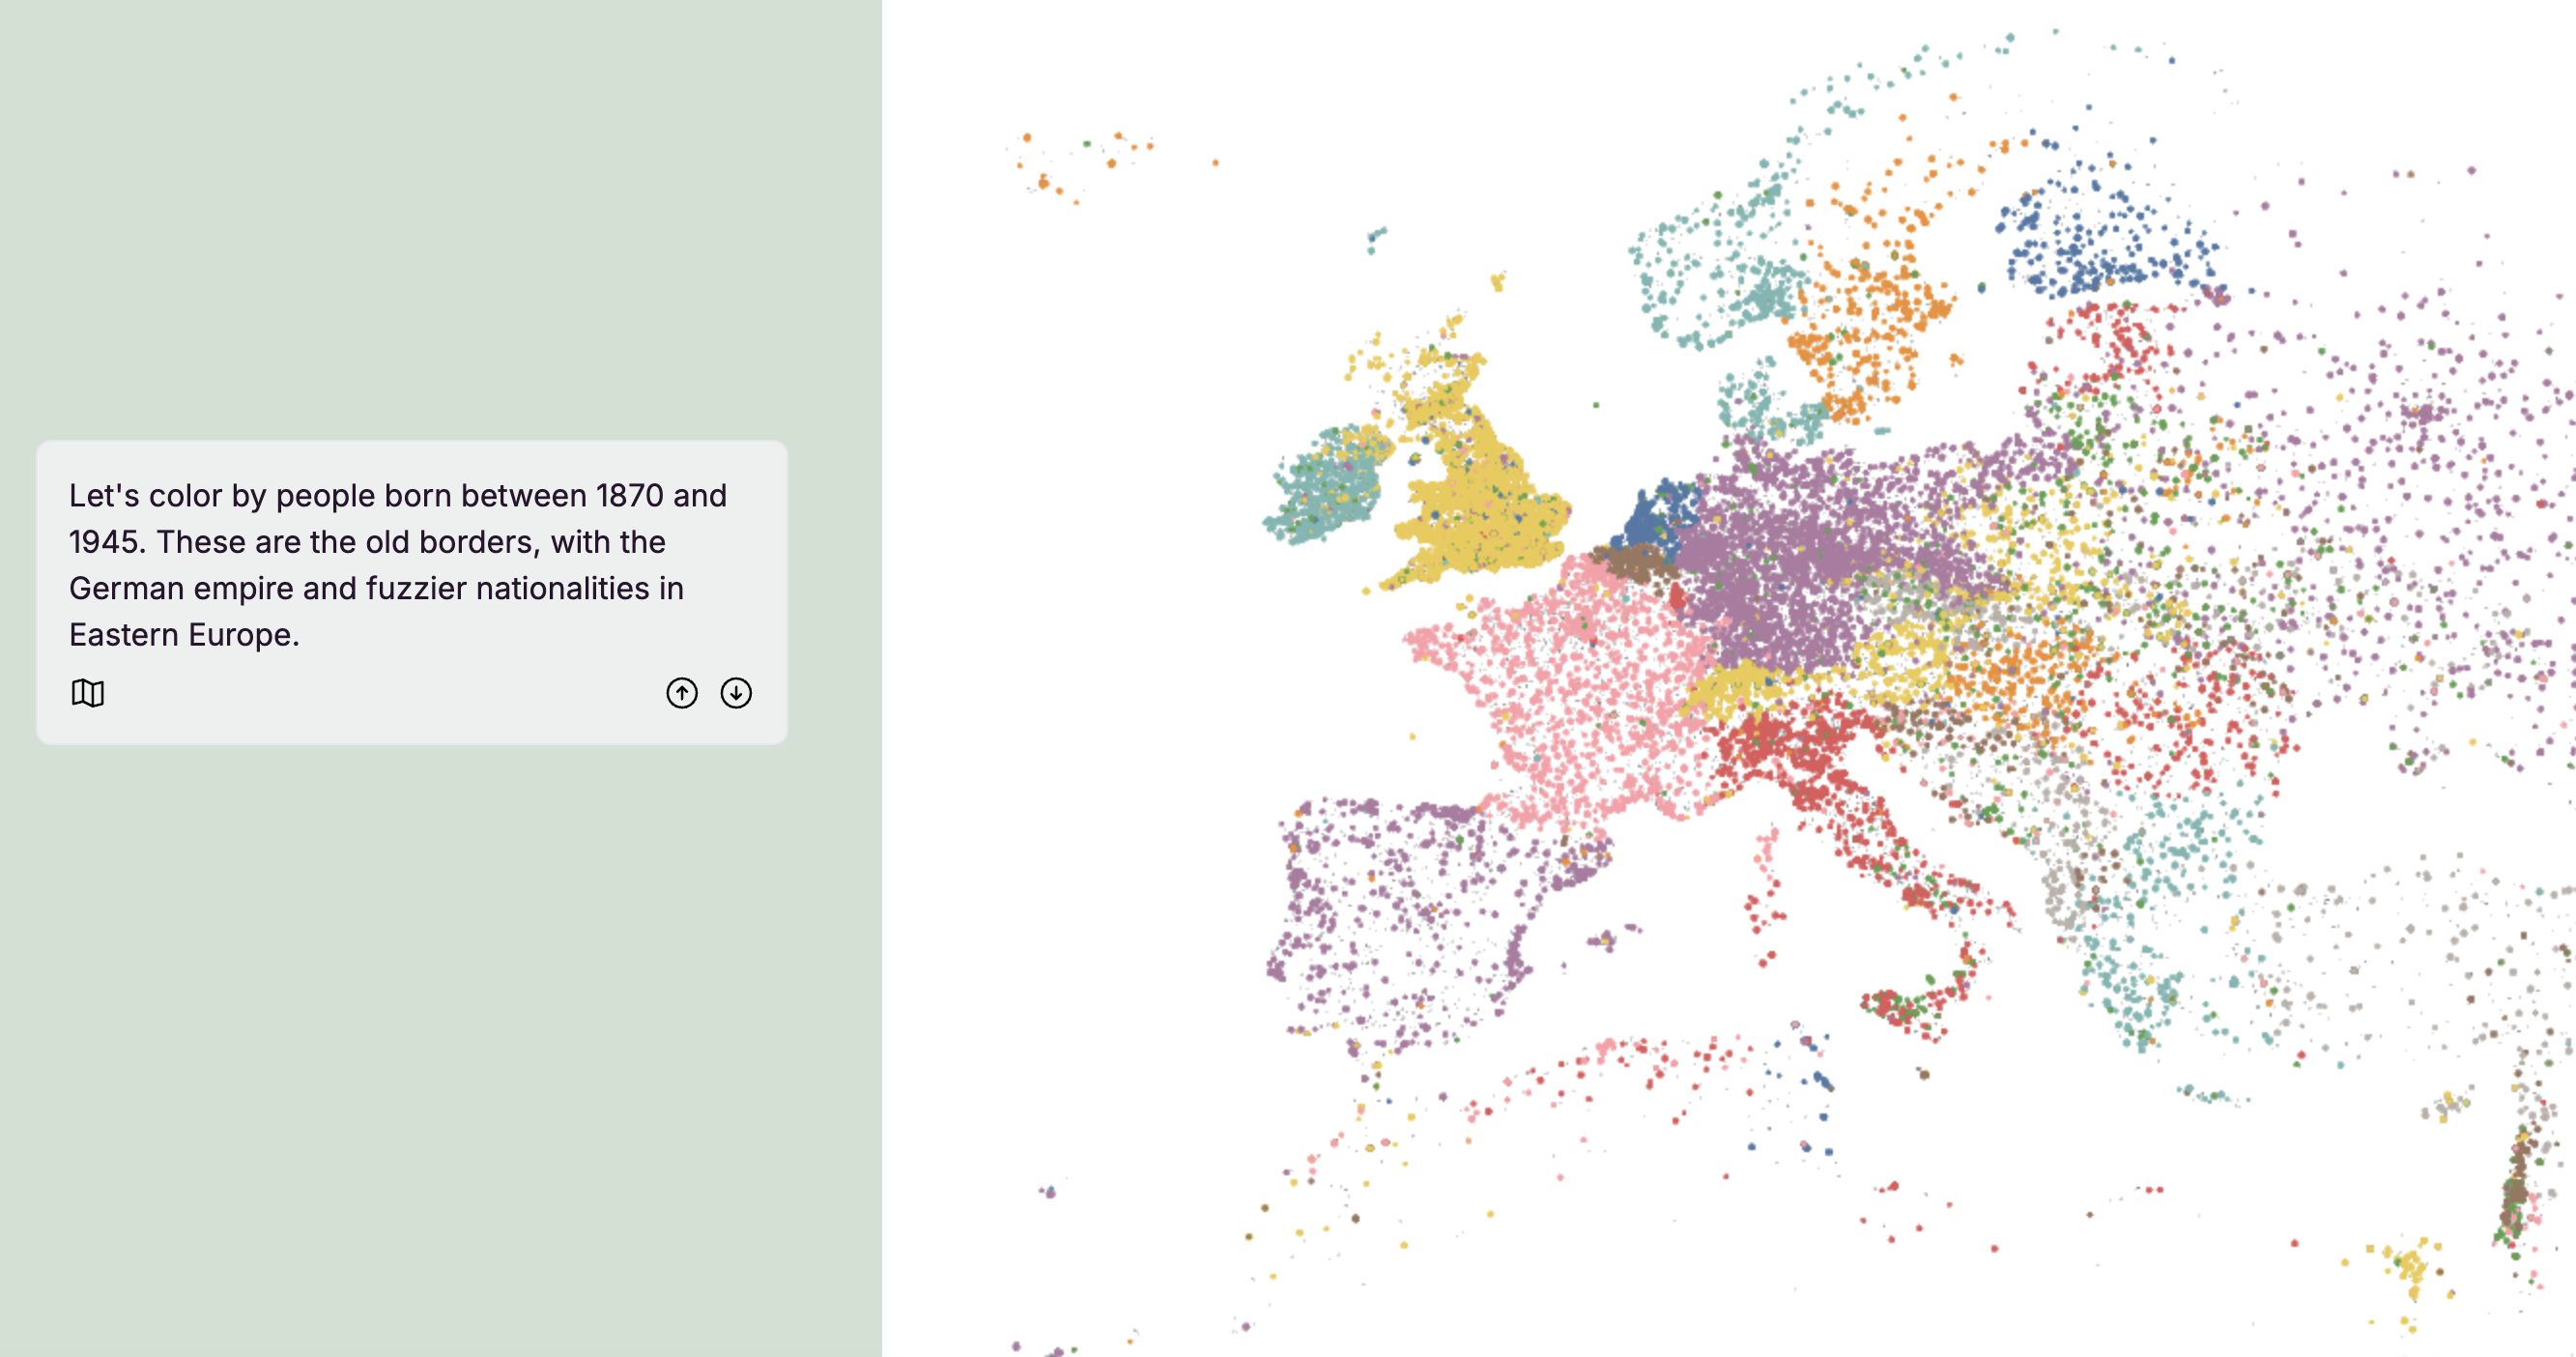 Let's color by people born between 1870 and
1945. These are the old borders, with the
German empire and fuzzier nationalities in
Eastern Europe.